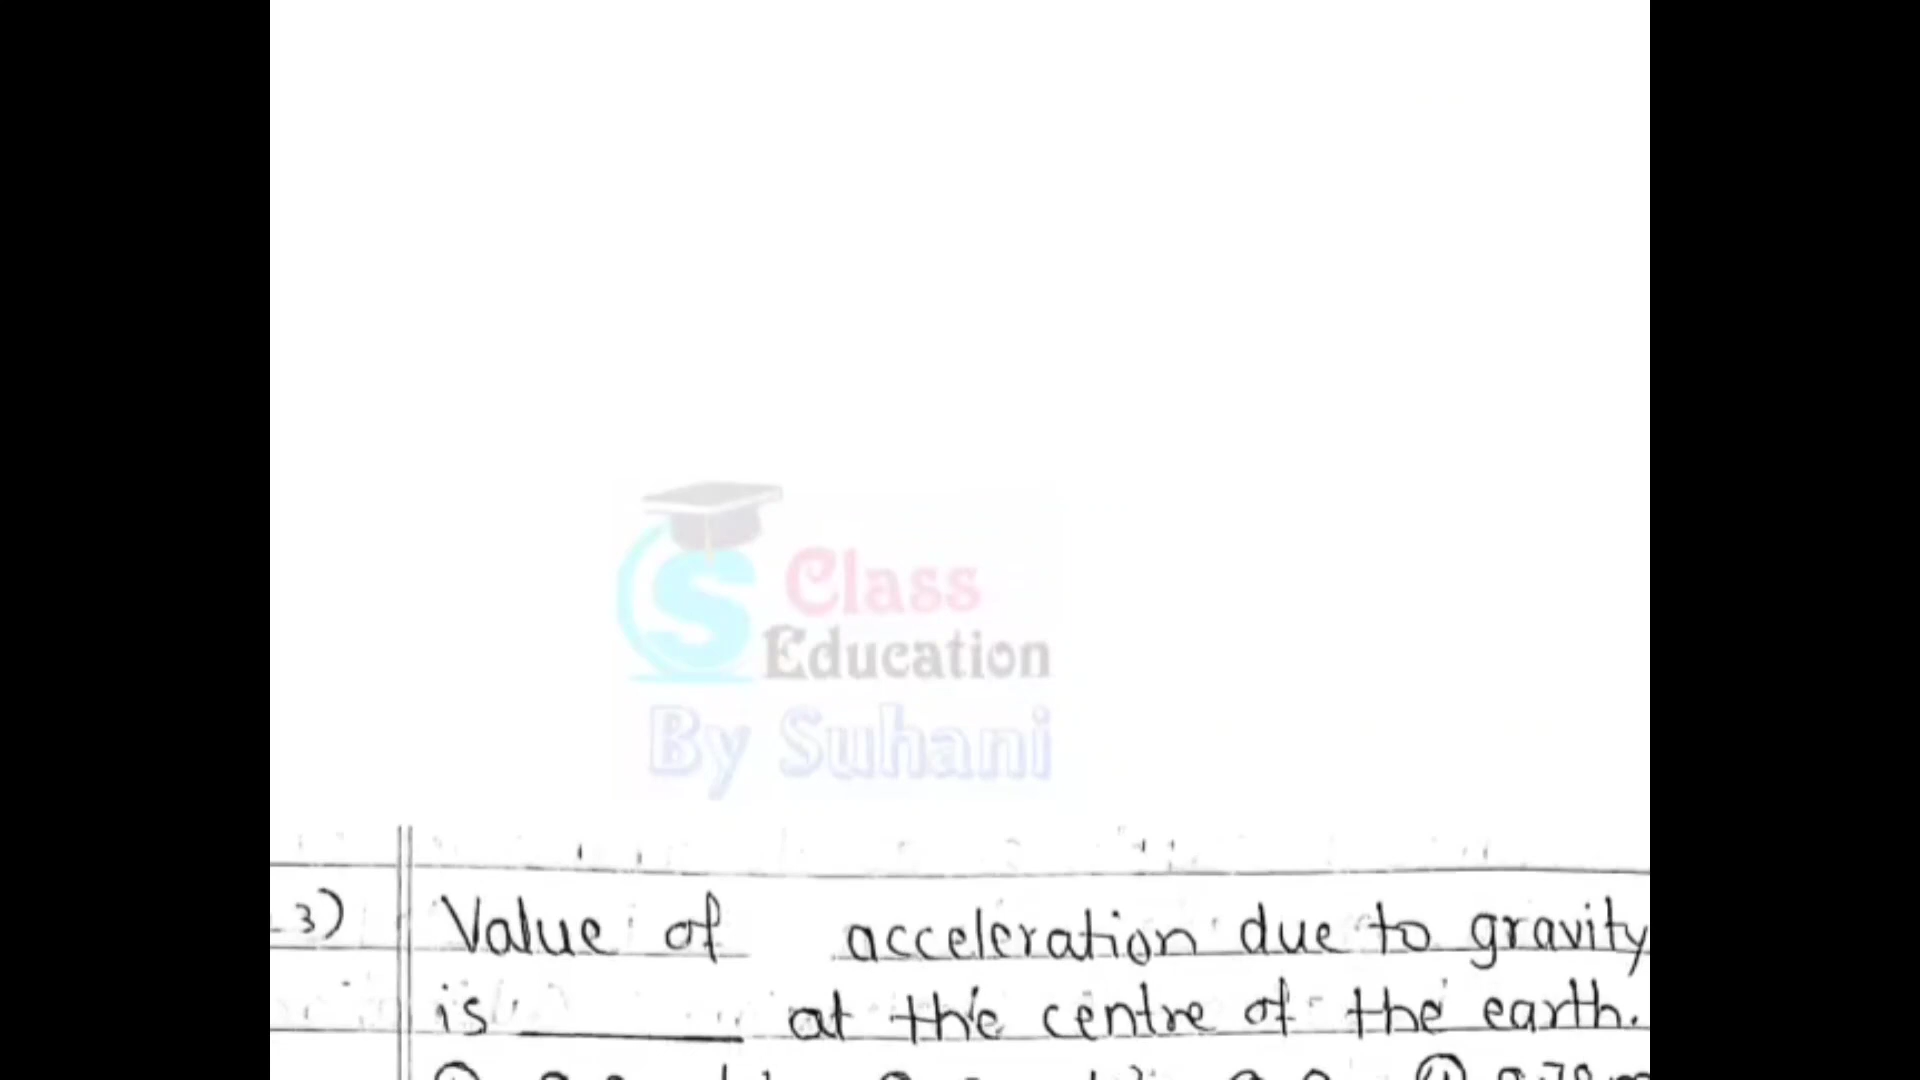 Class
Education
By Suhani
3) Value of acceleration due to gravity
is ______ at the centre of the earth.